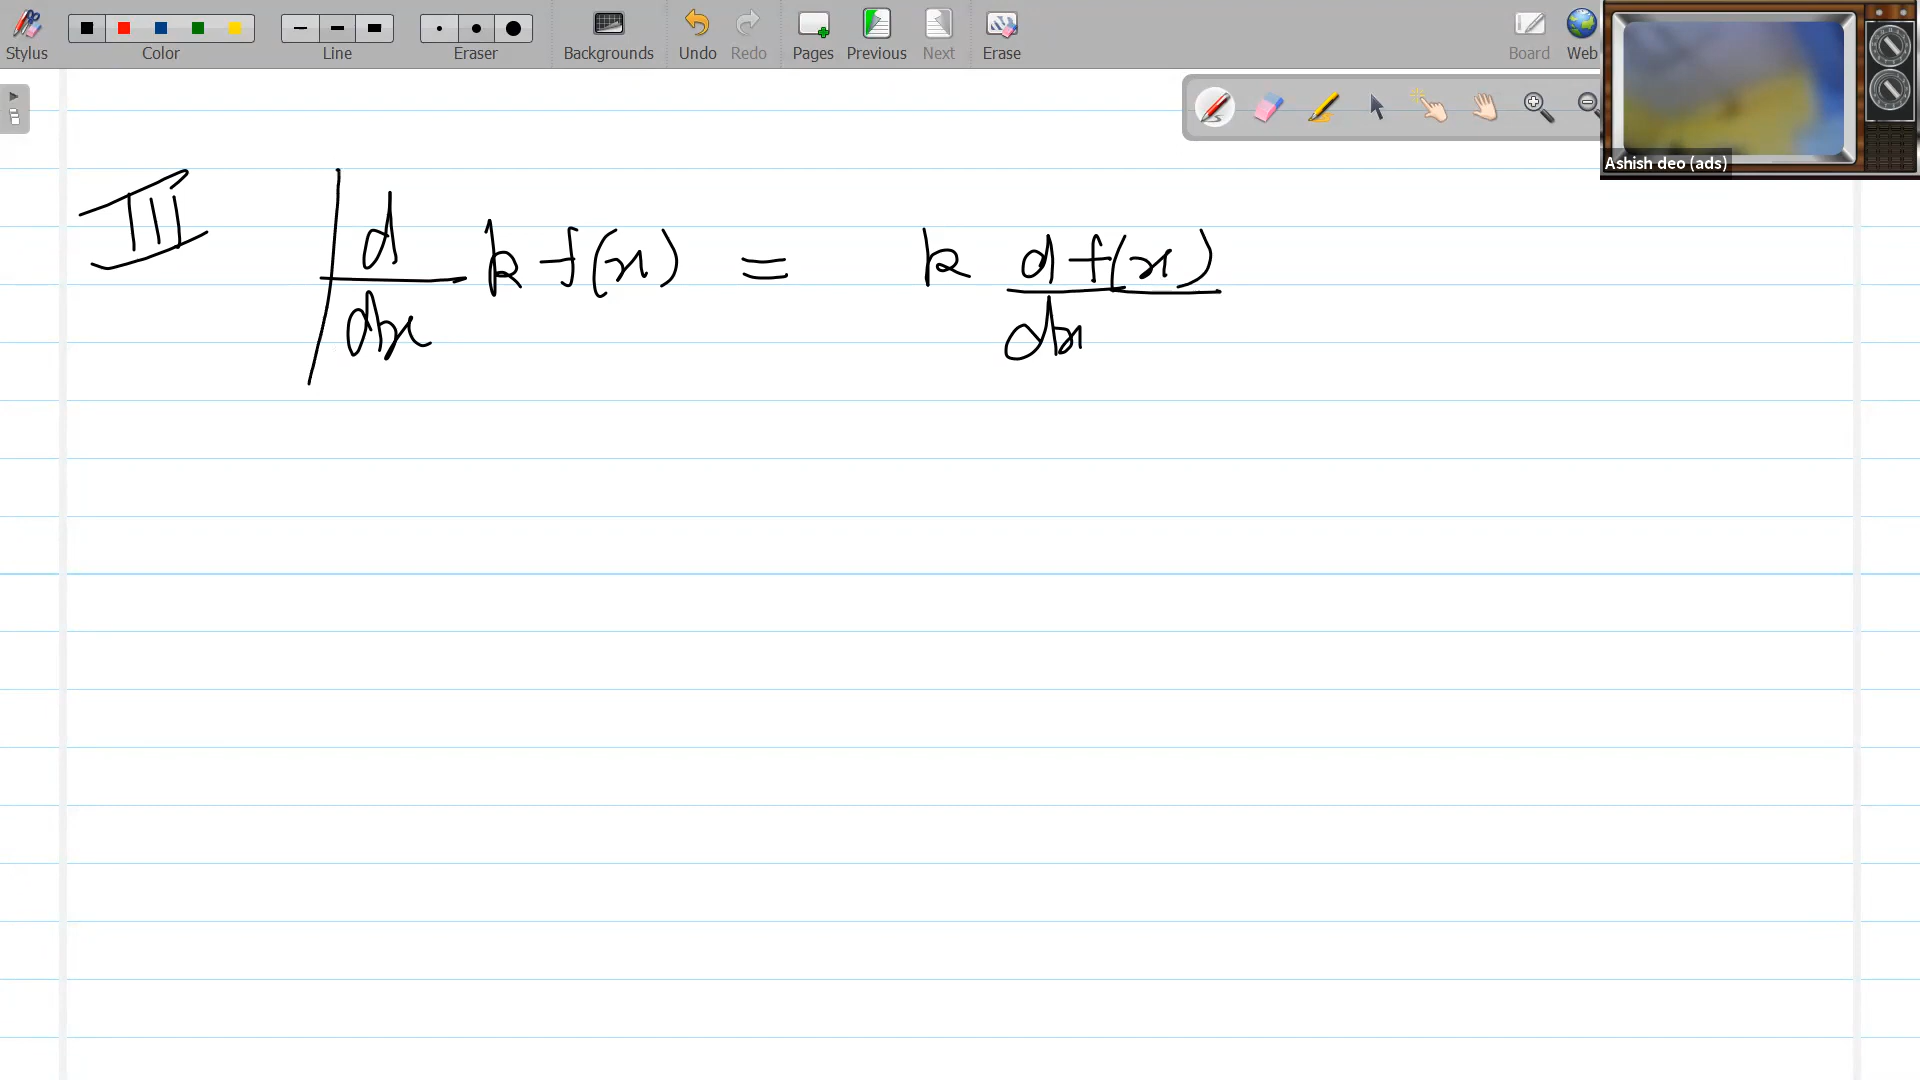 Stylus Color Line Eraser Backgrounds Undo Redo Pages Previous Next Erase Board Web
Ashish deo (ads)
III d/dx k f(x) = k d f(x)/dx